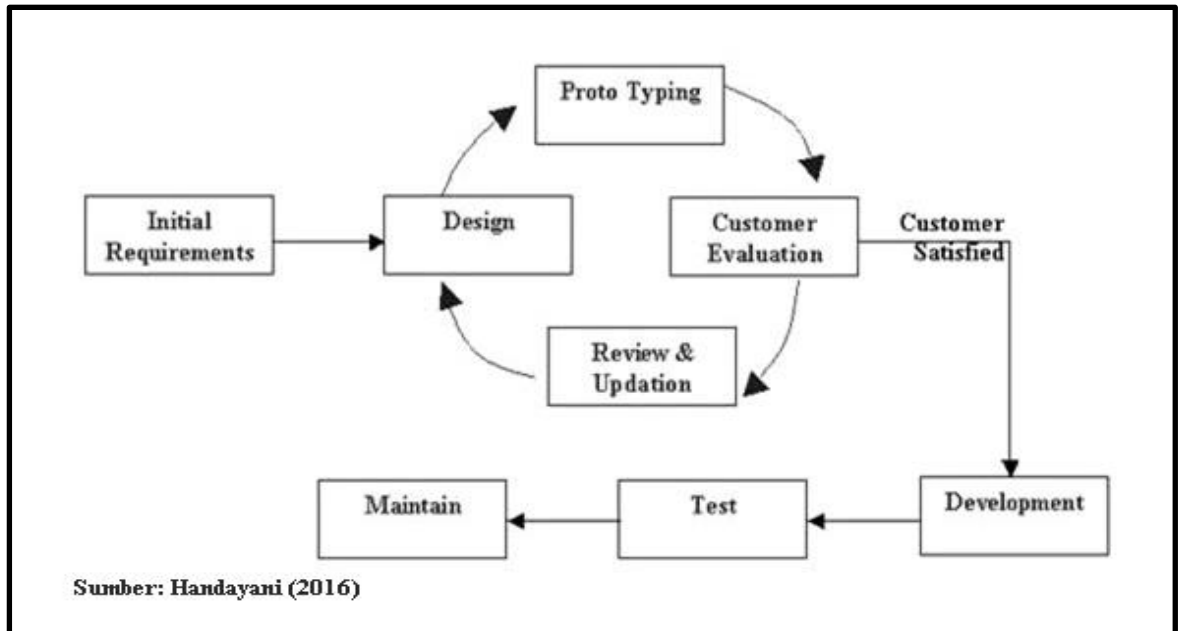 Proto Typing
Initial
Requirements
Design
Customer
Evaluation
Customer
Satisfied
Review &
Updation
Maintain
Test
Development
Sumber: Handayani (2016)